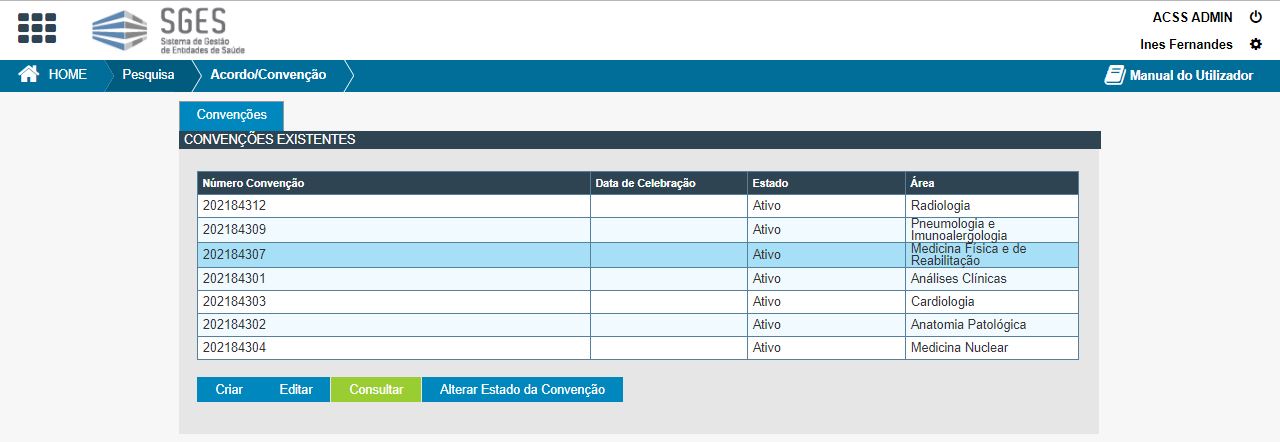 SGES
Sistema de Gestão
de Entidades de Saúde
ACSS ADMIN
Ines Fernandes
HOME Pesquisa Acordo/Convenção Manual do Utilizador
Convenções
CONVENÇÕES EXISTENTES
Número Convenção Data de Celebração Estado Área
202184312 Ativo Radiologia
202184309 Ativo Pneumologia e
Imunoalergologia
202184307 Ativo Medicina Física e de
Reabilitação
202184301 Ativo Análises Clínicas
202184303 Ativo Cardiologia
202184302 Ativo Anatomia Patológica
202184304 Ativo Medicina Nuclear
Criar Editar Consultar Alterar Estado da Convenção